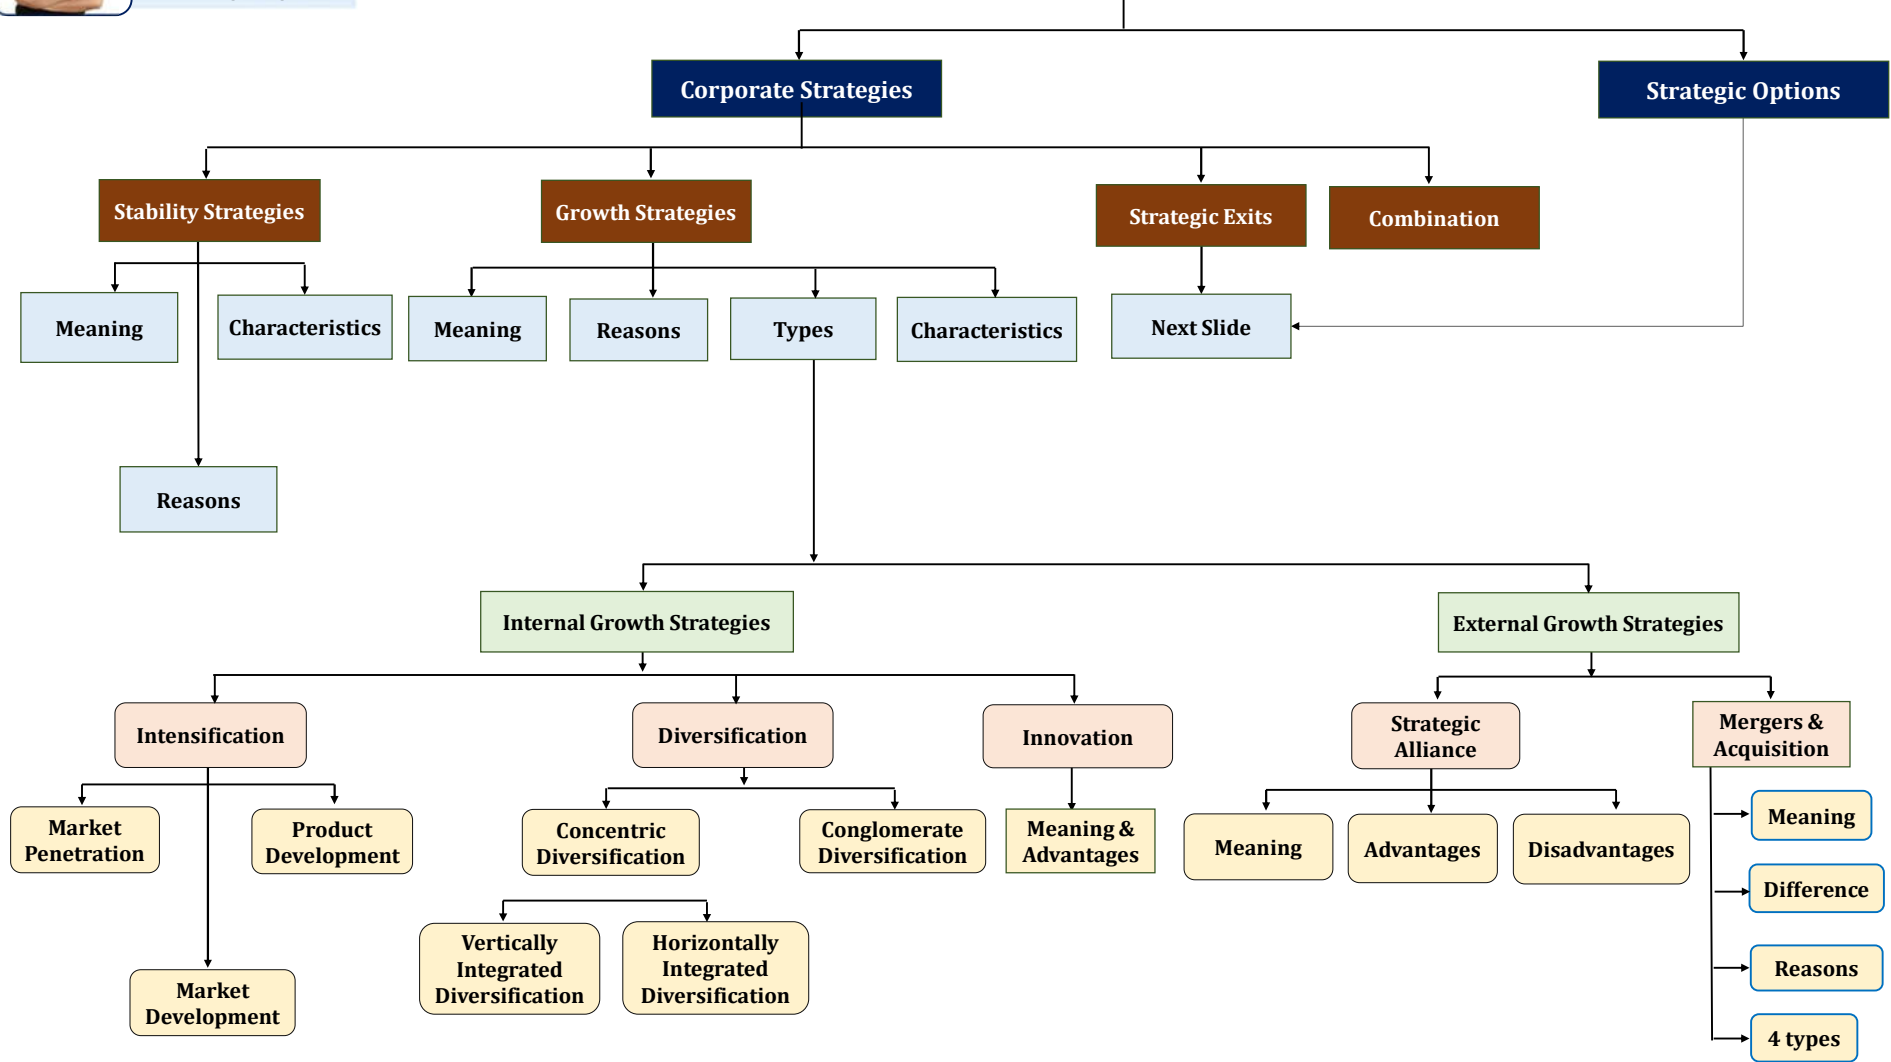 Corporate Strategies
Strategic Options
Stability Strategies
Growth Strategies
Strategic Exits
Combination
Meaning
Characteristics
Meaning
Reasons
Types
Characteristics
Next Slide
Reasons
Internal Growth Strategies
External Growth Strategies
Intensification
Diversification
Innovation
Strategic
Alliance
Mergers &
Acquisition
Market
Penetration
Product
Development
Concentric
Diversification
Conglomerate
Diversification
Meaning &
Advantages
Meaning
Advantages
Disadvantages
Meaning
Difference
Vertically
Integrated
Diversification
Horizontally
Integrated
Diversification
Reasons
Market
Development
4 types